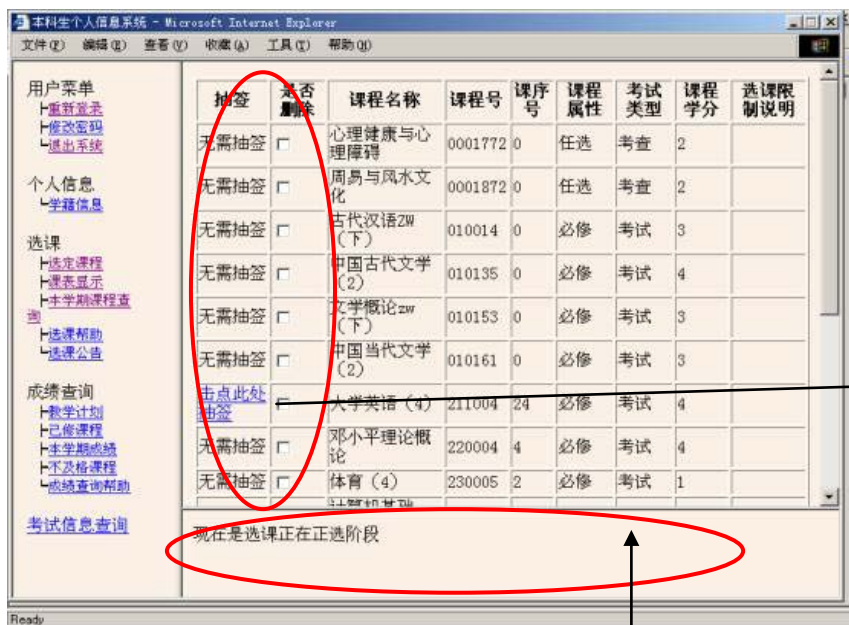 本科生个人信息系统 - Microsoft Internet Explorer
文件(F) 编辑(E) 查看(V) 收藏(A) 工具(T) 帮助(H)
用户菜单
重新登录
修改密码
退出系统
个人信息
学籍信息
选课
选定课程
课表显示
本学期课程查
询
选课帮助
选课公告
成绩查询
教学计划
已修课程
本学期成绩
不及格课程
成绩查询帮助
考试信息查询
抽签 是否删除 课程名称 课程号 课序号 课程属性 考试类型 课程学分 选课限制说明
无需抽签 心理健康与心理障碍 0001772 0 任选 考查 2
无需抽签 周易与风水文化 0001872 0 任选 考查 2
无需抽签 古代汉语ZW（下） 010014 0 必修 考试 3
无需抽签 中国古代文学（2） 010135 0 必修 考试 4
无需抽签 文学概论zw（下） 010153 0 必修 考试 3
无需抽签 中国当代文学（2） 010161 0 必修 考试 3
击点此处抽签 大学英语（4） 211004 24 必修 考试 4
无需抽签 邓小平理论概论 220004 4 必修 考试 4
无需抽签 体育（4） 230005 2 必修 考试 1
现在是选课正在正选阶段
Ready